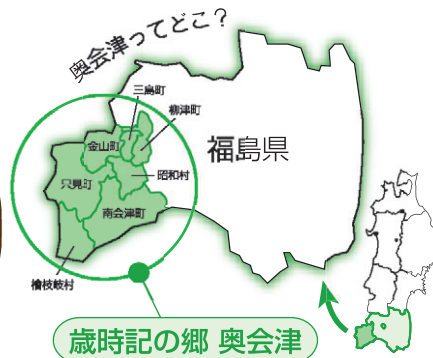 奥会津ってどこ？
三島町
柳津町
金山町
福島県
昭和村
只見町
南会津町
檜枝岐村
歳時記の郷 奥会津